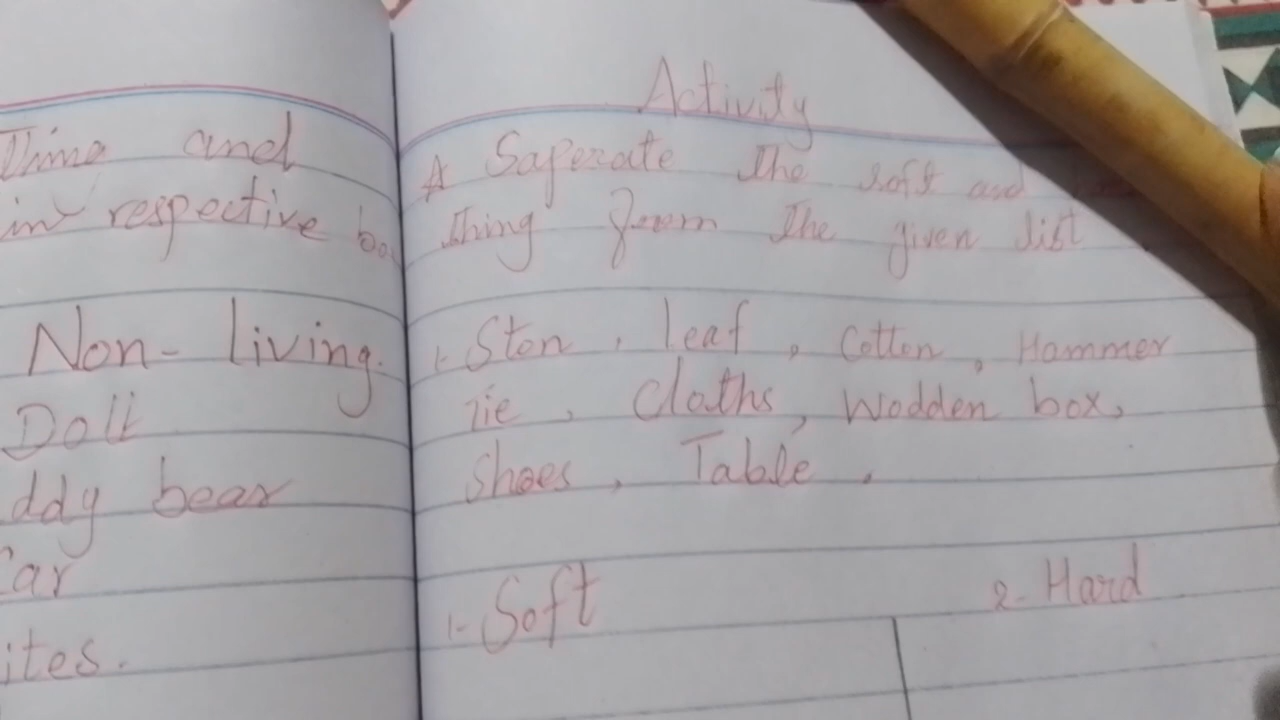 Thing and
in respective bo
Non- living.
Doll
ddy bear
Car
ites.
Activity
A Saperate The soft and
Thing from The given list
1- Ston , leaf , cotton , Hammer
Tie , cloths, wodden box,
Shoes , Table .
1- Soft
2- Hard